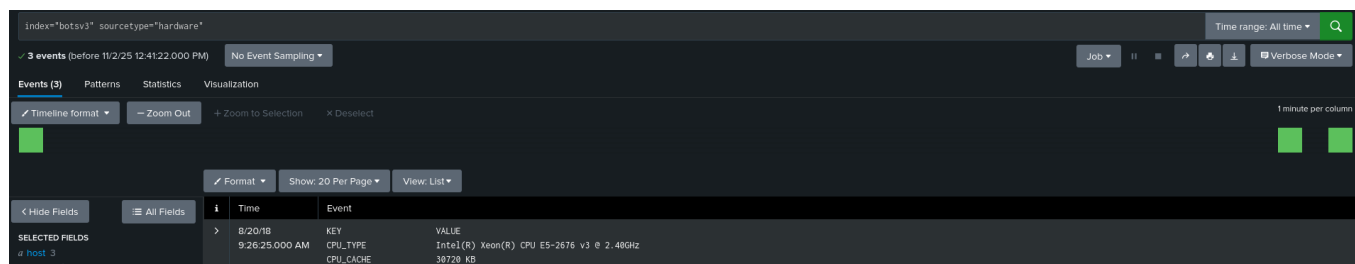 index="botsv3" sourcetype="hardware"
Time range: All time
3 events (before 11/2/25 12:41:22.000 PM)
No Event Sampling
Job
Verbose Mode
Events (3) Patterns Statistics Visualization
Timeline format
— Zoom Out
+ Zoom to Selection
× Deselect
1 minute per column
Format
Show: 20 Per Page
View: List
< Hide Fields
All Fields
i Time Event
SELECTED FIELDS
a host 3
> 8/20/18 KEY VALUE
9:26:25.000 AM CPU_TYPE Intel(R) Xeon(R) CPU E5-2676 v3 @ 2.40GHz
CPU_CACHE 30720 KB